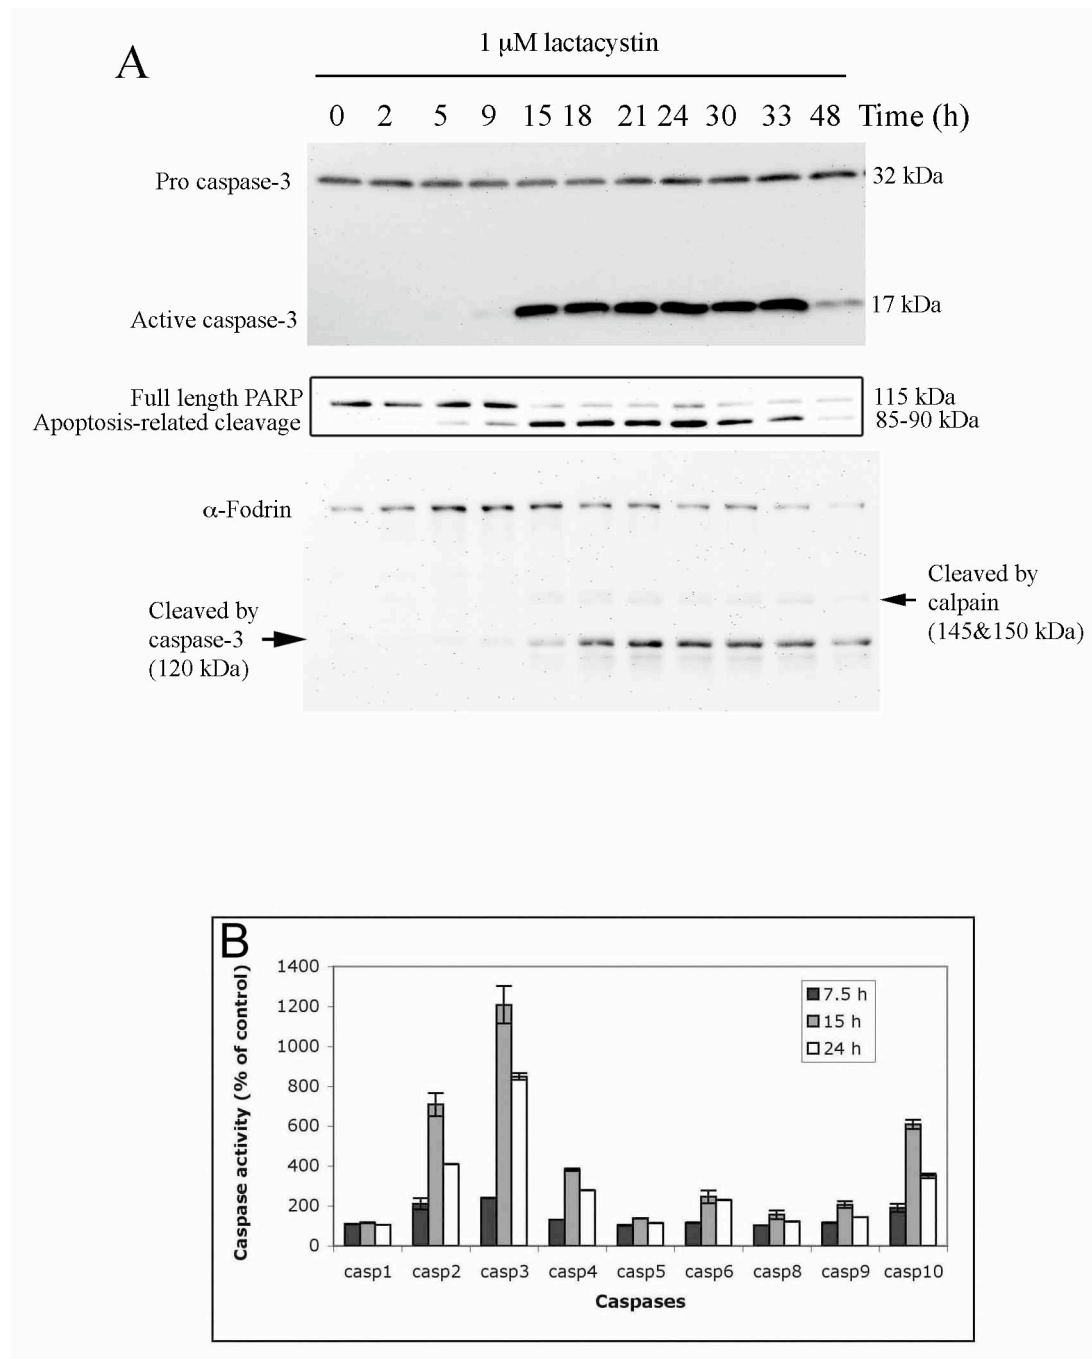 A
1 μM lactacystin
0 2 5 9 15 18 21 24 30 33 48 Time (h)
Pro caspase-3
32 kDa
Active caspase-3
17 kDa
Full length PARP
115 kDa
Apoptosis-related cleavage
85-90 kDa
α-Fodrin
Cleaved by
calpain
(145&150 kDa)
Cleaved by
caspase-3
(120 kDa)
B
Caspase activity (% of control)
1400
1200
1000
800
600
400
200
0
7.5 h
15 h
24 h
casp1 casp2 casp3 casp4 casp5 casp6 casp8 casp9 casp10
Caspases